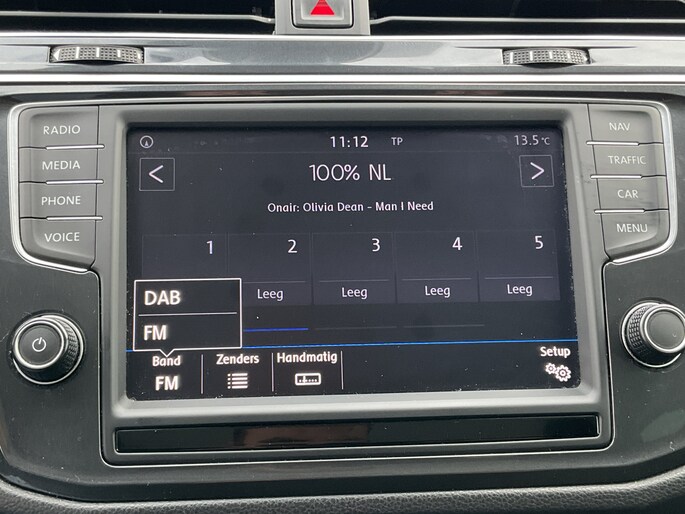 11:12 TP 13.5°C
RADIO
MEDIA
PHONE
VOICE
NAV
TRAFFIC
CAR
MENU
< 100% NL >
Onair: Olivia Dean - Man I Need
1 2 3 4 5
Leeg Leeg Leeg Leeg
DAB
FM
Band Zenders Handmatig Setup
FM